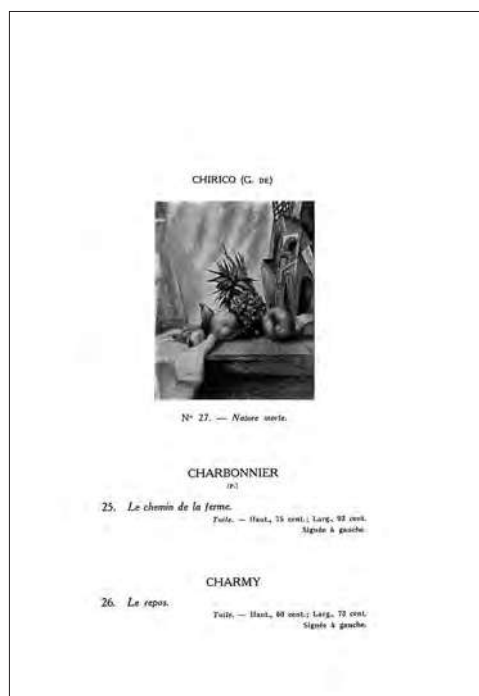 CHIRICO (G. DE)
N° 27. — Nature morte.
CHARBONNIER
(P.)
25. Le chemin de la ferme.
Toile. — Haut., 75 cent.; Larg., 92 cent.
Signée à gauche.
CHARMY
26. Le repos.
Toile. — Haut., 60 cent.; Larg., 73 cent.
Signée à gauche.